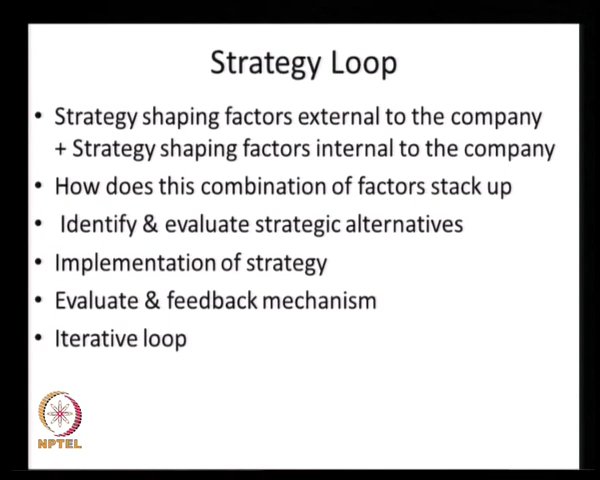 Strategy Loop
• Strategy shaping factors external to the company
+ Strategy shaping factors internal to the company
• How does this combination of factors stack up
• Identify & evaluate strategic alternatives
• Implementation of strategy
• Evaluate & feedback mechanism
• Iterative loop
NPTEL